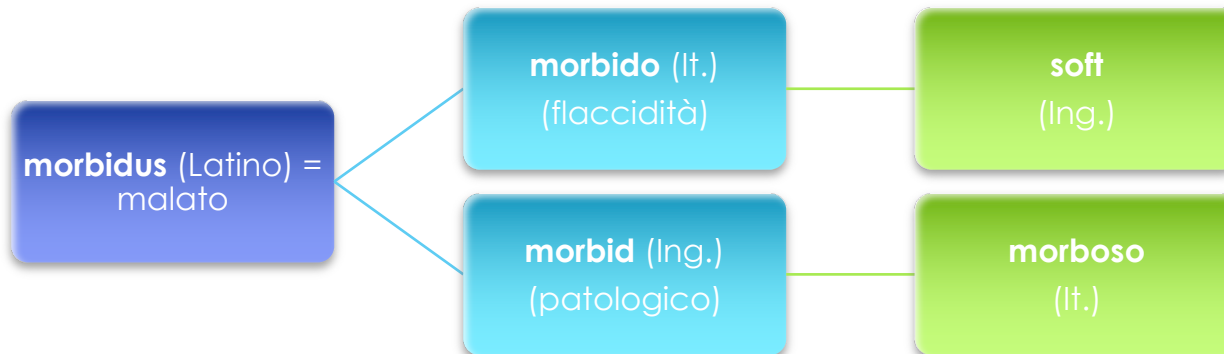 morbidus (Latino) =
malato
morbido (It.)
(flaccidità)
soft
(Ing.)
morbid (Ing.)
(patologico)
morboso
(It.)